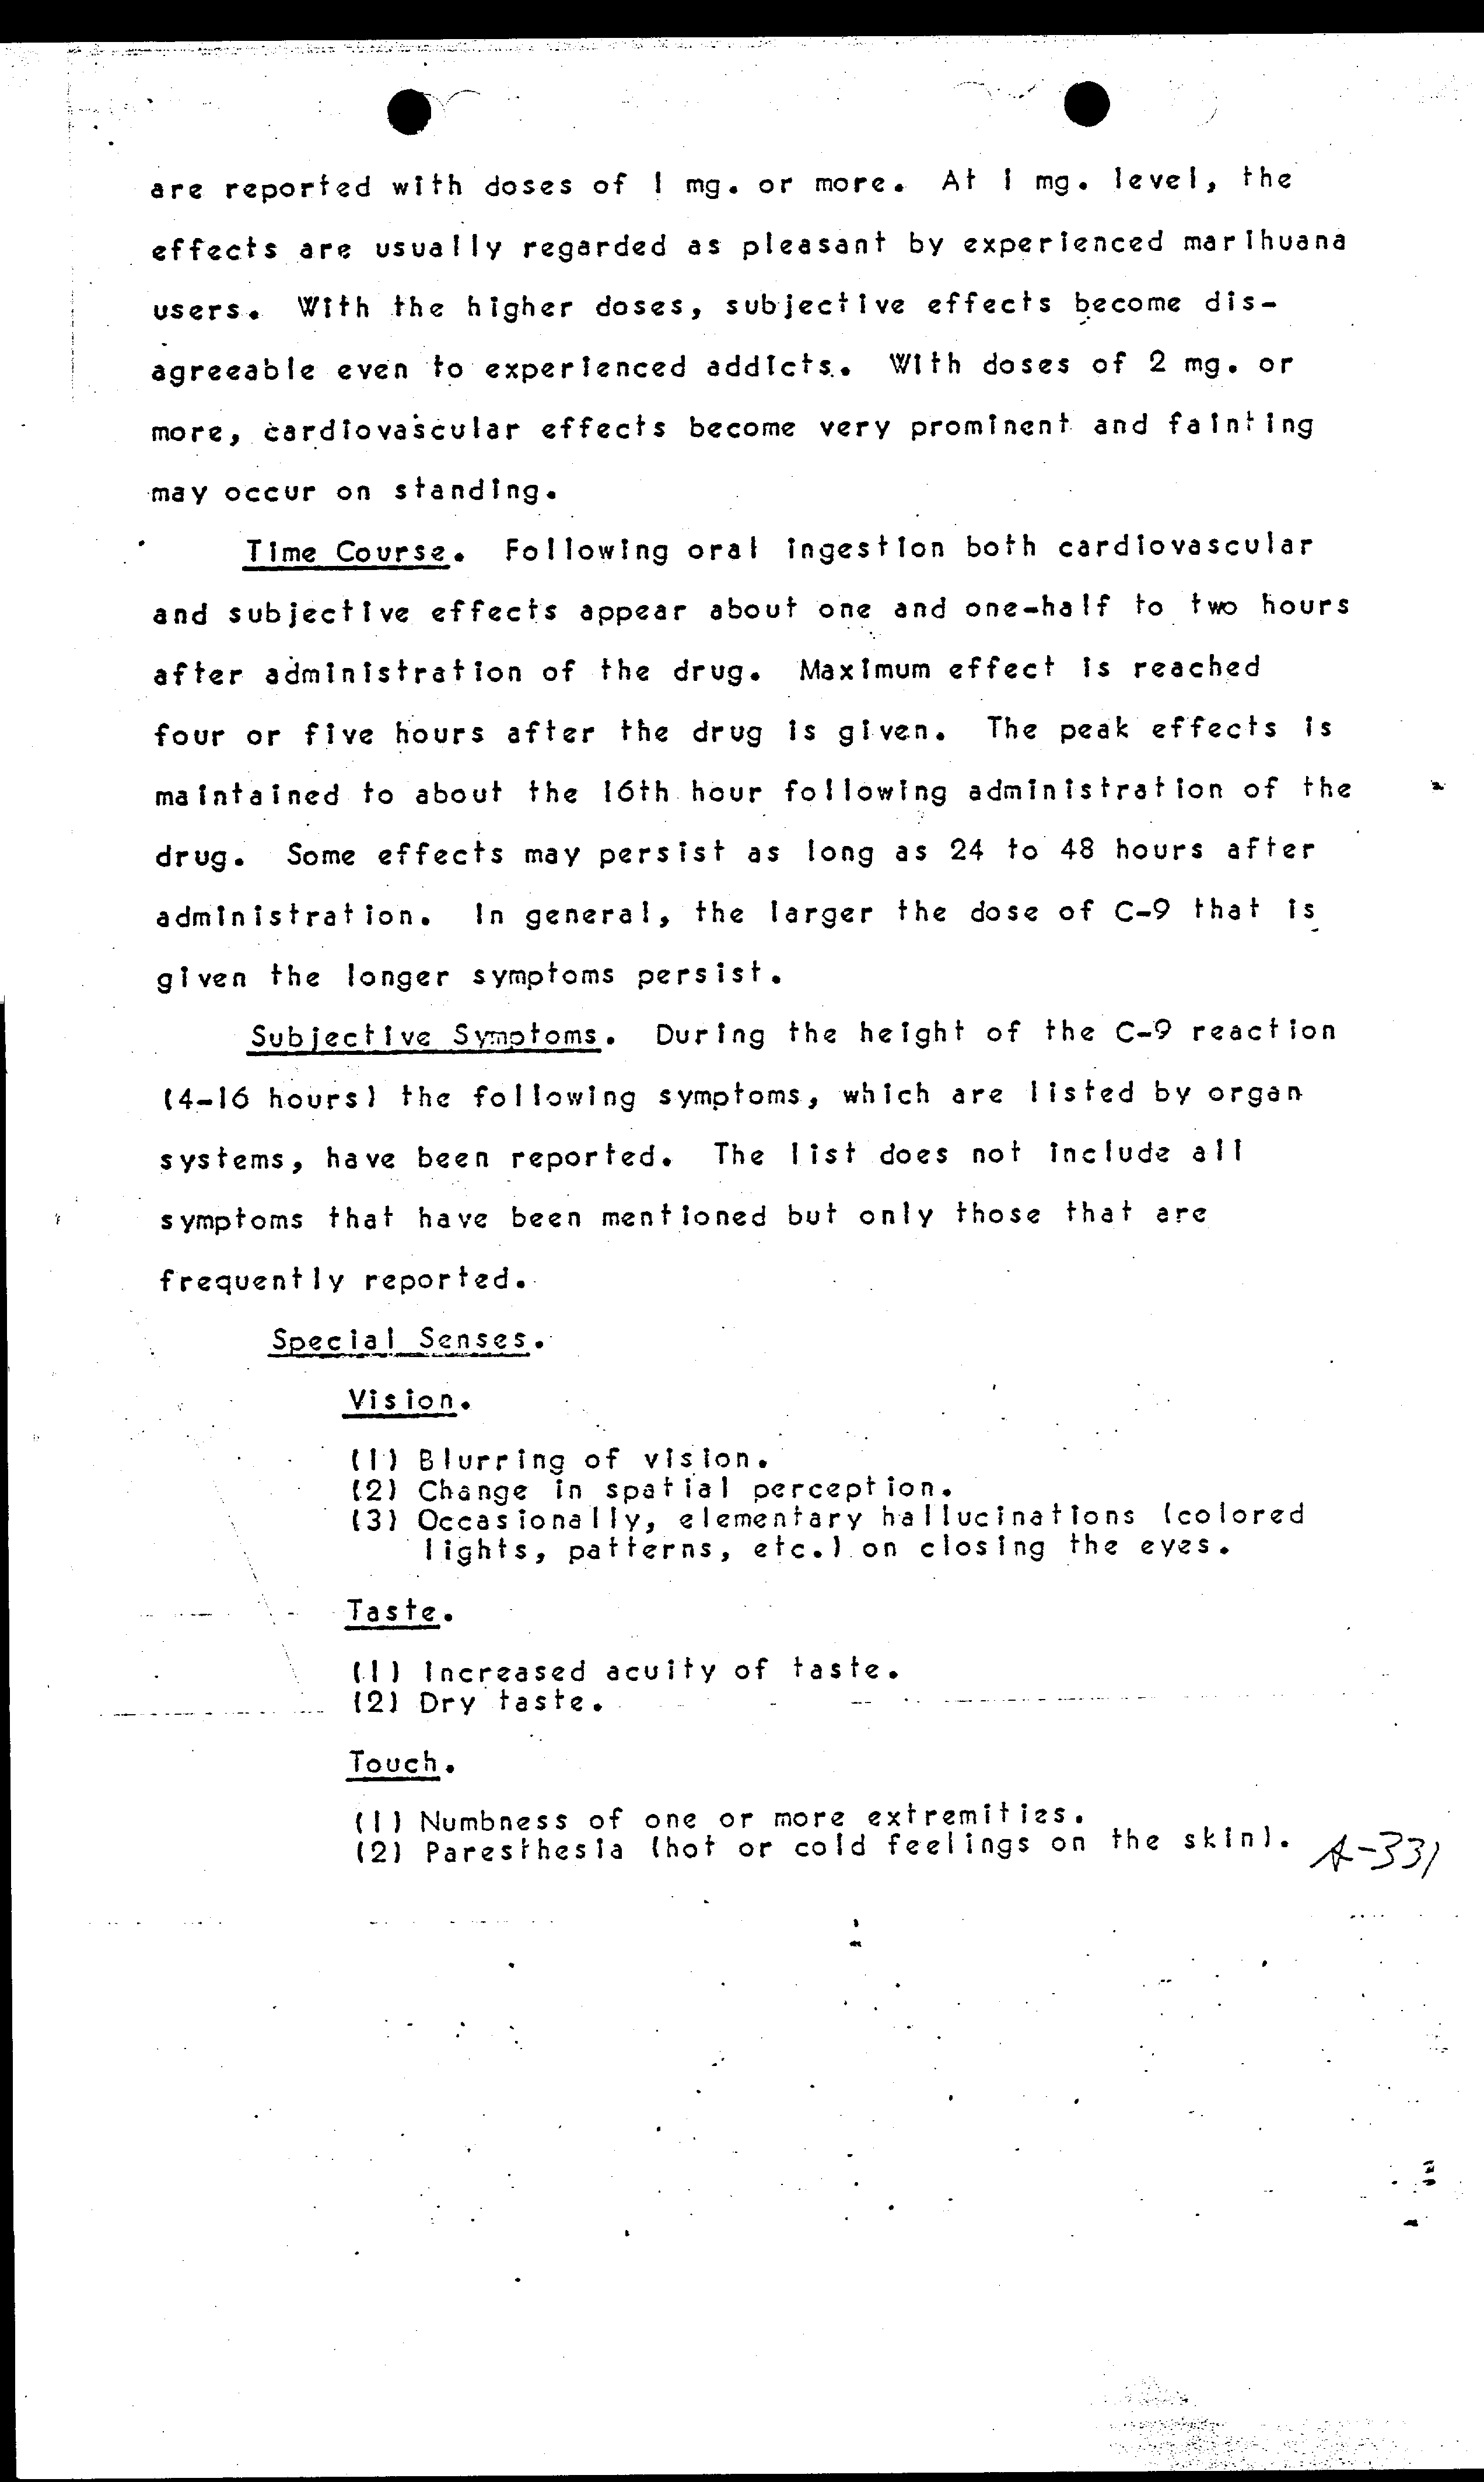 are reported with doses of 1 mg. or more. At 1 mg. level, the
effects are usually regarded as pleasant by experienced marihuana
users. With the higher doses, subjective effects become dis-
agreeable even to experienced addicts. With doses of 2 mg. or
more, cardiovascular effects become very prominent and fainting
may occur on standing.
Time Course. Following oral ingestion both cardiovascular
and subjective effects appear about one and one-half to two hours
after administration of the drug. Maximum effect is reached
four or five hours after the drug is given. The peak effects is
maintained to about the 16th hour following administration of the
drug. Some effects may persist as long as 24 to 48 hours after
administration. In general, the larger the dose of C-9 that is
given the longer symptoms persist.
Subjective Symptoms. During the height of the C-9 reaction
(4-16 hours) the following symptoms, which are listed by organ
systems, have been reported. The list does not include all
symptoms that have been mentioned but only those that are
frequently reported.
Special Senses.
Vision.
(1) Blurring of vision.
(2) Change in spatial perception.
(3) Occasionally, elementary hallucinations (colored
lights, patterns, etc.) on closing the eyes.
Taste.
(1) Increased acuity of taste.
(2) Dry taste.
Touch.
(1) Numbness of one or more extremities.
(2) Paresthesia (hot or cold feelings on the skin).
A-331